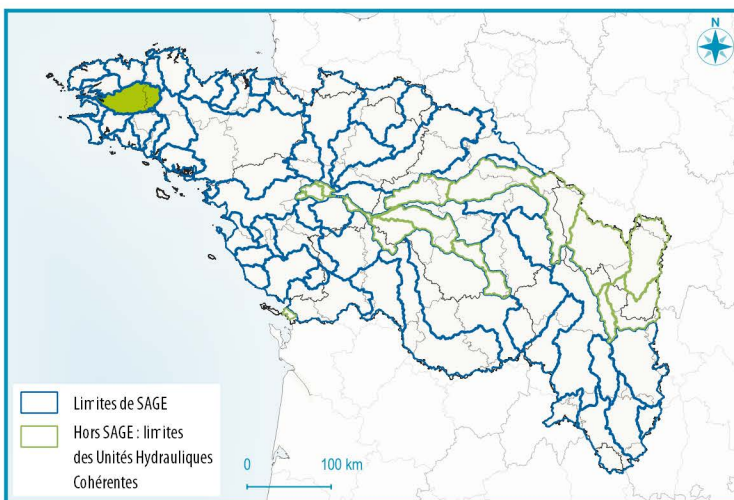 N
Limites de SAGE
Hors SAGE : limites
des Unités Hydrauliques
Cohérentes
0 100 km